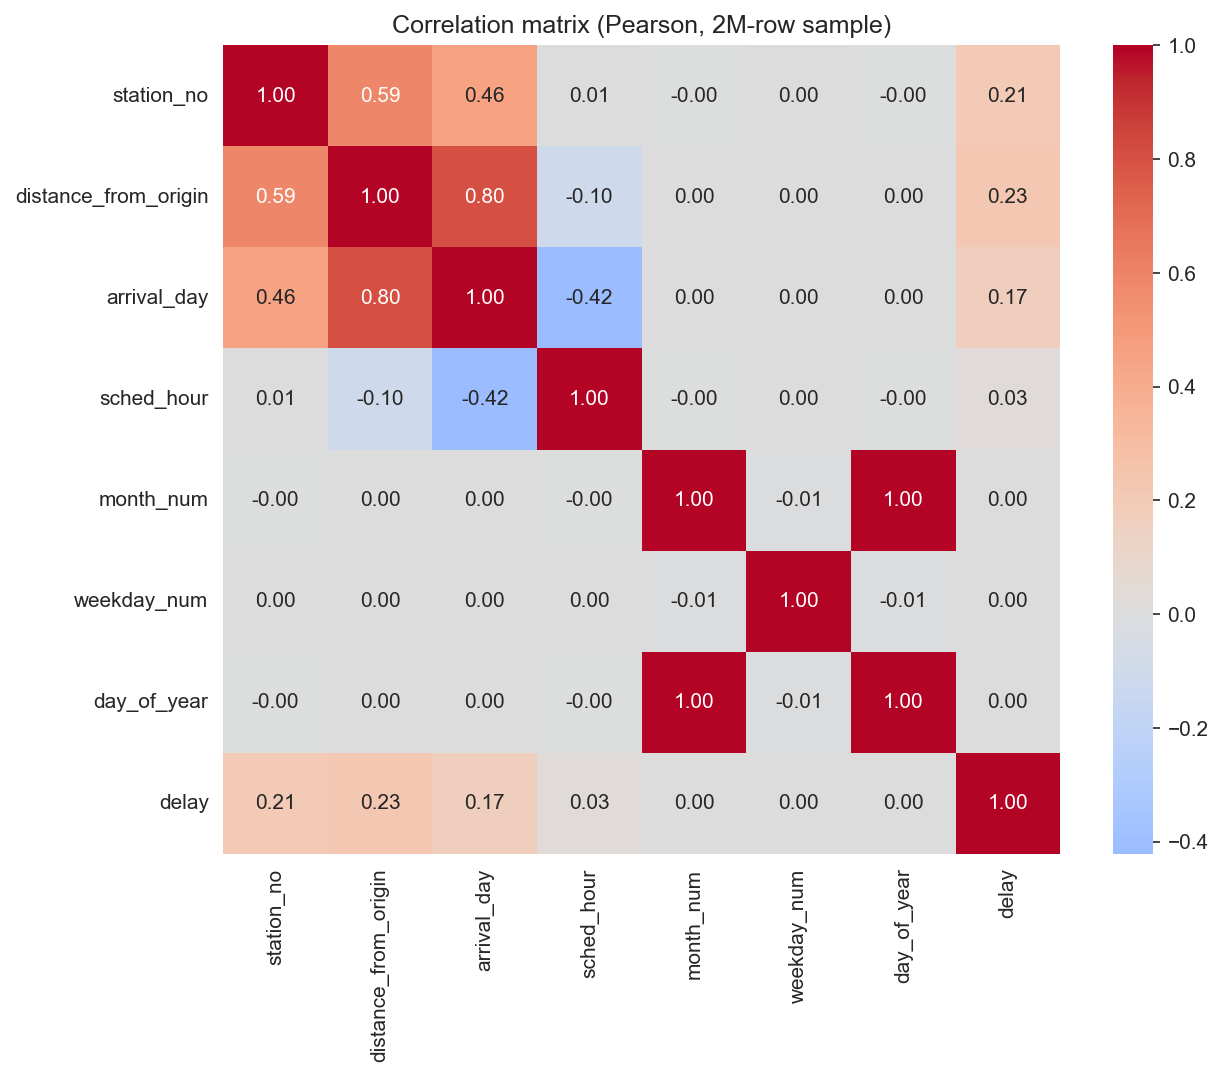 Correlation matrix (Pearson, 2M-row sample)
station_no 1.00 0.59 0.46 0.01 -0.00 0.00 -0.00 0.21
distance_from_origin 0.59 1.00 0.80 -0.10 0.00 0.00 0.00 0.23
arrival_day 0.46 0.80 1.00 -0.42 0.00 0.00 0.00 0.17
sched_hour 0.01 -0.10 -0.42 1.00 -0.00 0.00 -0.00 0.03
month_num -0.00 0.00 0.00 -0.00 1.00 -0.01 1.00 0.00
weekday_num 0.00 0.00 0.00 0.00 -0.01 1.00 -0.01 0.00
day_of_year -0.00 0.00 0.00 -0.00 1.00 -0.01 1.00 0.00
delay 0.21 0.23 0.17 0.03 0.00 0.00 0.00 1.00
station_no
distance_from_origin
arrival_day
sched_hour
month_num
weekday_num
day_of_year
delay
1.0
0.8
0.6
0.4
0.2
0.0
−0.2
−0.4